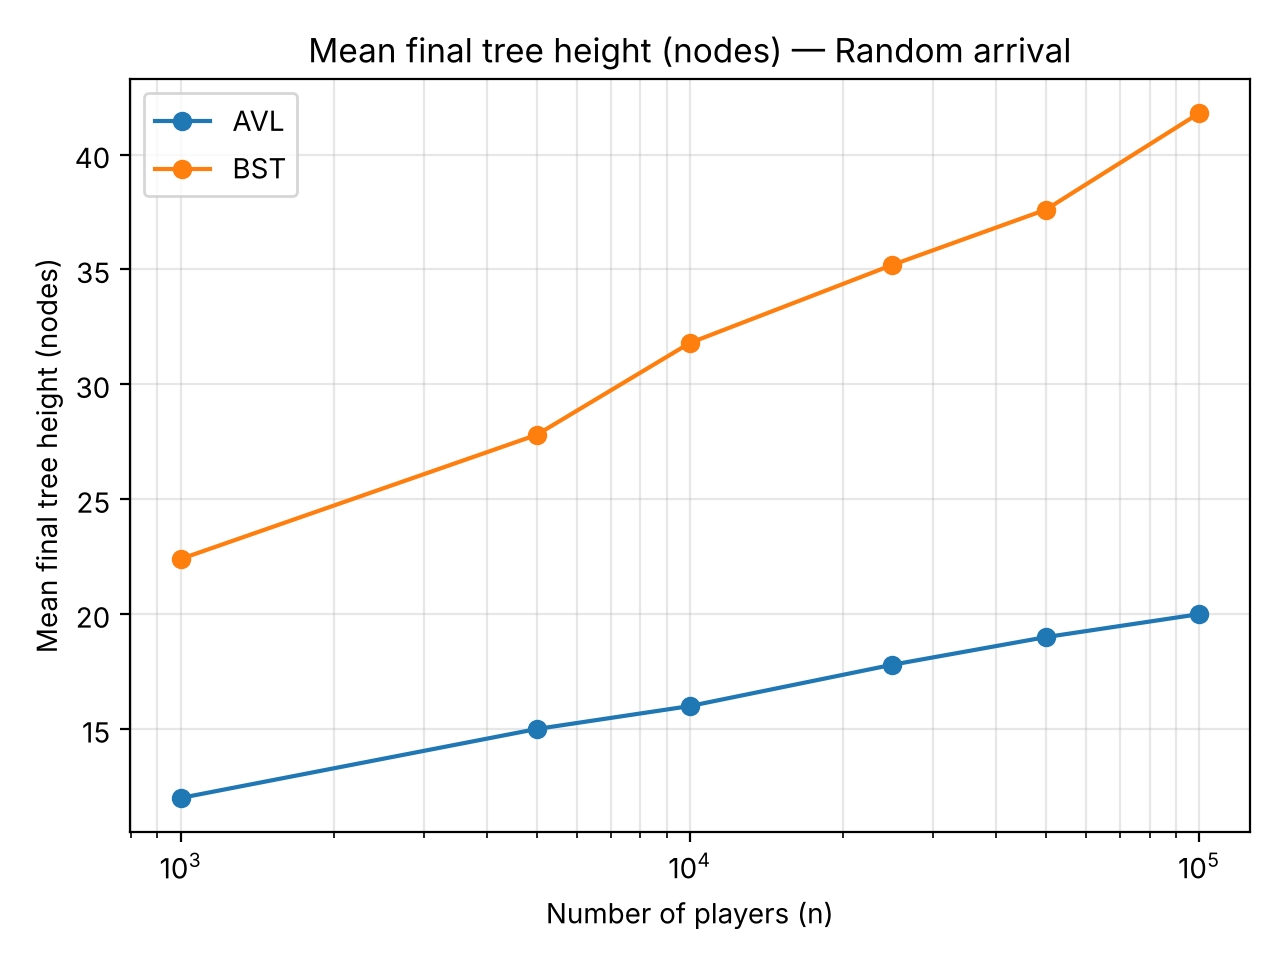 Mean final tree height (nodes) — Random arrival
AVL
BST
Mean final tree height (nodes)
40
35
30
25
20
15
10³ 10⁴ 10⁵
Number of players (n)